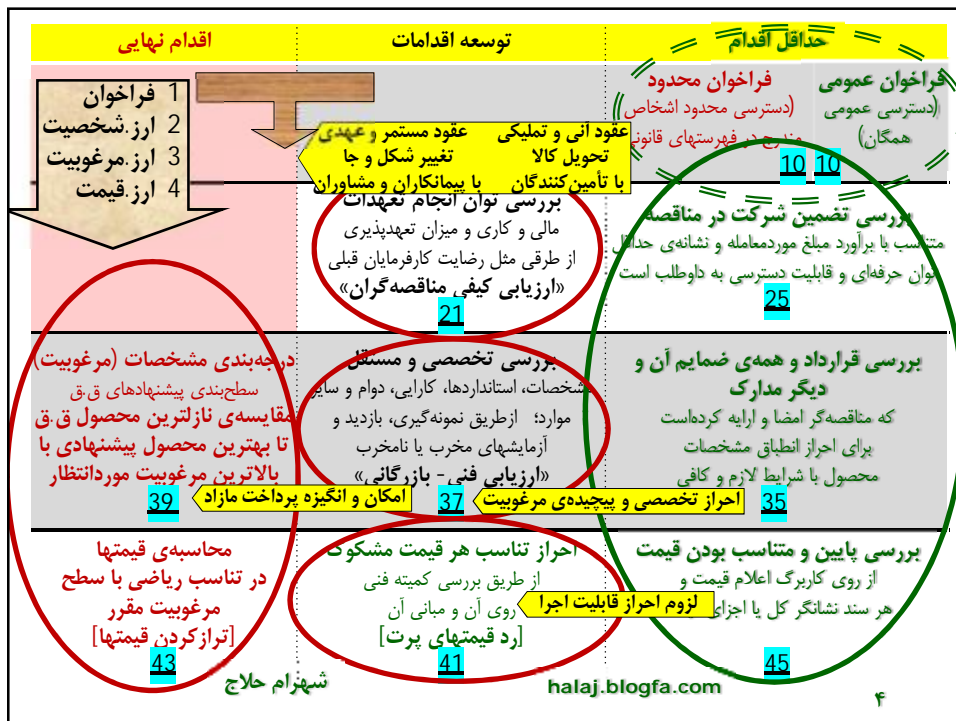 حداقل اقدام
توسعه اقدامات
اقدام نهایی
فراخوان عمومی
(دسترسی عمومی
همگان)
10
فراخوان محدود
(دسترسی محدود اشخاص
مندرج در فهرستهای قانونی
10
عقود آنی و تملیکی
تحویل کالا
با تأمین‌کنندگان
عقود مستمر و عهدی
تغییر شکل و جا
با پیمانکاران و مشاوران
1 فراخوان
2 ارز.شخصیت
3 ارز.مرغوبیت
4 ارز.قیمت
بررسی تضمین شرکت در مناقصه
متناسب با برآورد مبلغ موردمعامله و نشانه‌ی حداقل
توان حرفه‌ای و قابلیت دسترسی به داوطلب است
25
بررسی توان انجام تعهدات
مالی و کاری و میزان تعهدپذیری
از طرقی مثل رضایت کارفرمایان قبلی
«ارزیابی کیفی مناقصه‌گران»
21
بررسی قرارداد و همه‌ی ضمایم آن و
دیگر مدارک
که مناقصه‌گر امضا و ارایه کرده‌است
برای احراز انطباق مشخصات
محصول با شرایط لازم و کافی
35
بررسی تخصصی و مستقل
مشخصات، استانداردها، کارایی، دوام و سایر
موارد؛ ازطریق نمونه‌گیری، بازدید و
آزمایشهای مخرب یا نامخرب
«ارزیابی فنی - بازرگانی»
37
احراز تخصصی و پیچیده‌ی مرغوبیت
درجه‌بندی مشخصات (مرغوبیت)
سطح‌بندی پیشنهادهای ق.ق
مقایسه‌ی نازلترین محصول ق.ق
تا بهترین محصول پیشنهادی با
بالاترین مرغوبیت موردانتظار
39
امکان و انگیزه پرداخت مازاد
بررسی پایین و متناسب بودن قیمت
از روی کاربرگ اعلام قیمت و
هر سند نشانگر کل یا اجزای
45
احراز تناسب هر قیمت مشکوک
از طریق بررسی کمیته فنی
روی آن و مبانی آن
[رد قیمتهای پرت]
41
لزوم احراز قابلیت اجرا
محاسبه‌ی قیمتها
در تناسب ریاضی با سطح
مرغوبیت مقرر
[ترازکردن قیمتها]
43
شهرام حلاج
halaj.blogfa.com
۴